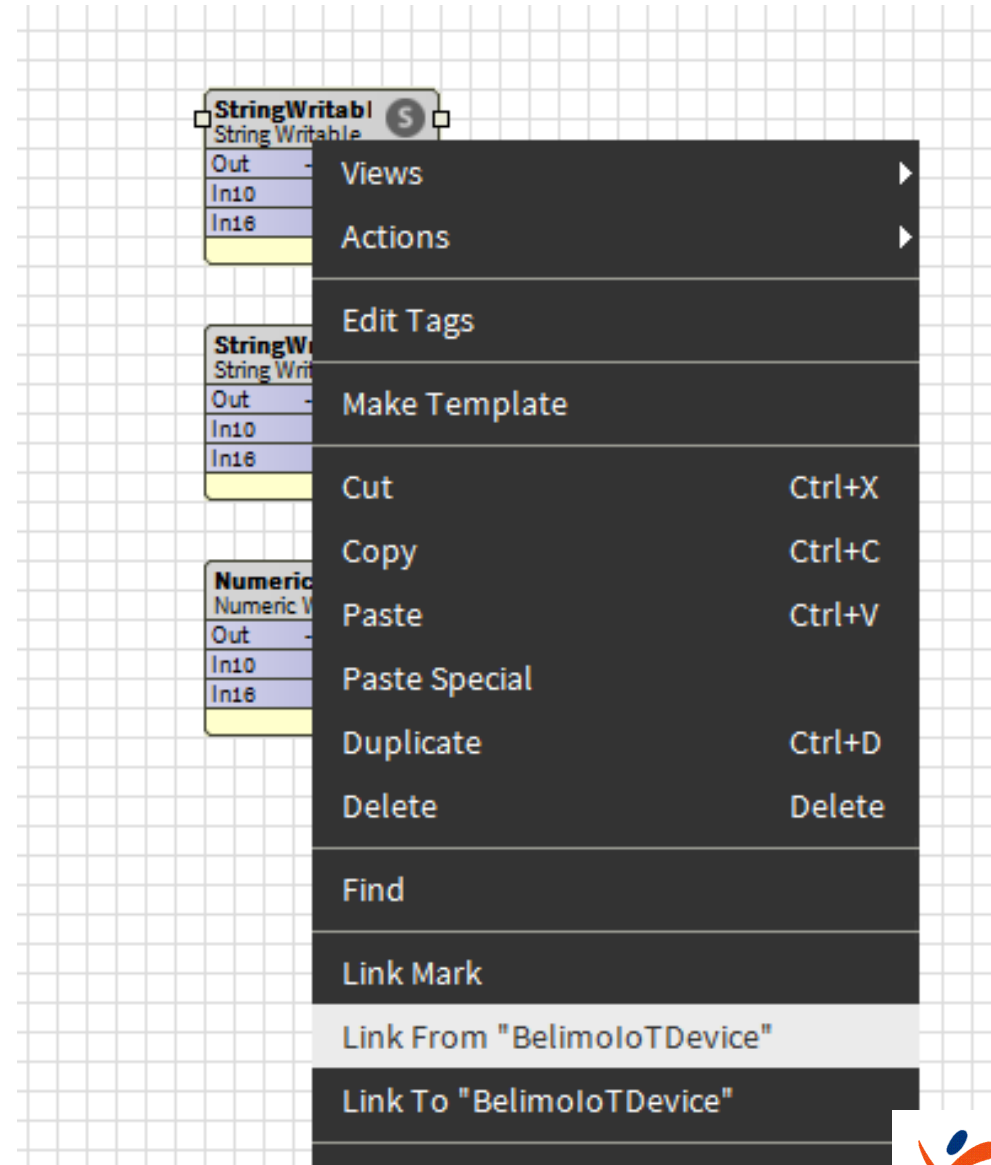 StringWritabl S
String Writable
Out -
In10
In16
StringWr
String Writ
Out -
In10
In16
Numeric
Numeric W
Out -
In10
In16
Views
Actions
Edit Tags
Make Template
Cut Ctrl+X
Copy Ctrl+C
Paste Ctrl+V
Paste Special
Duplicate Ctrl+D
Delete Delete
Find
Link Mark
Link From "BelimoIoTDevice"
Link To "BelimoIoTDevice"